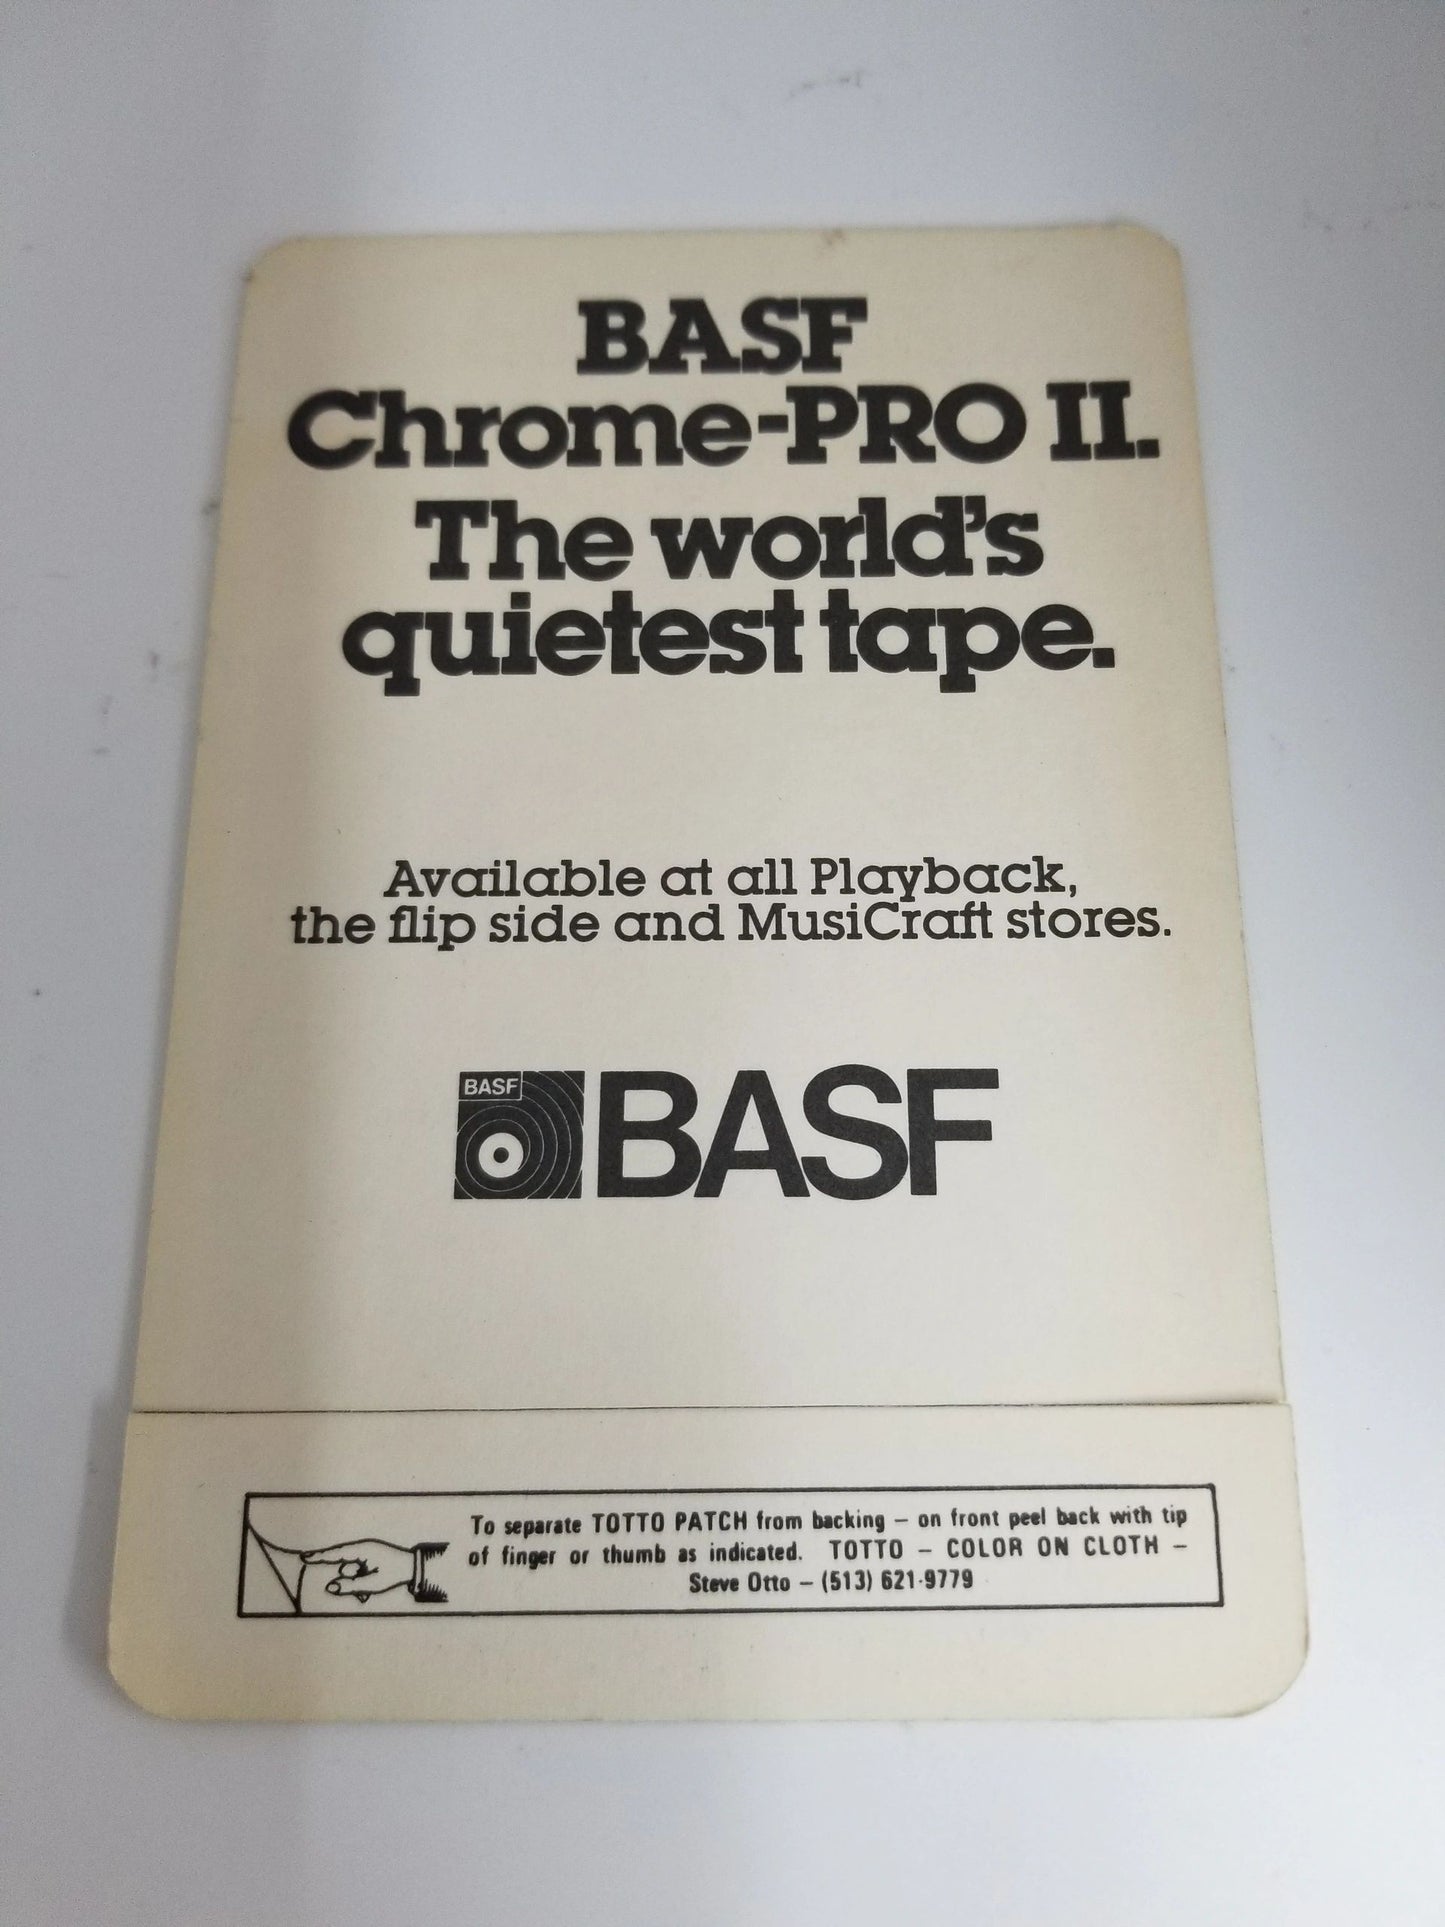 BASF
Chrome-PRO II.
The world's
quietest tape.
Available at all Playback,
the flip side and MusiCraft stores.
BASF
BASF
To separate TOTTO PATCH from backing — on front peel back with tip
of finger or thumb as indicated. TOTTO — COLOR ON CLOTH —
Steve Otto — (513) 621-9779